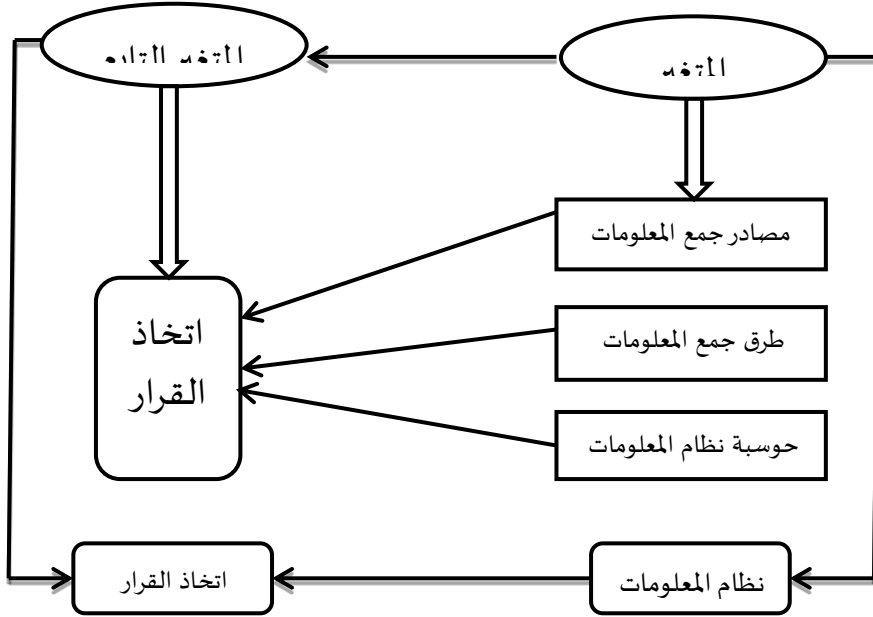 المتغير
المتغير التابع
مصادر جمع المعلومات
طرق جمع المعلومات
حوسبة نظام المعلومات
اتخاذ
القرار
نظام المعلومات
اتخاذ القرار